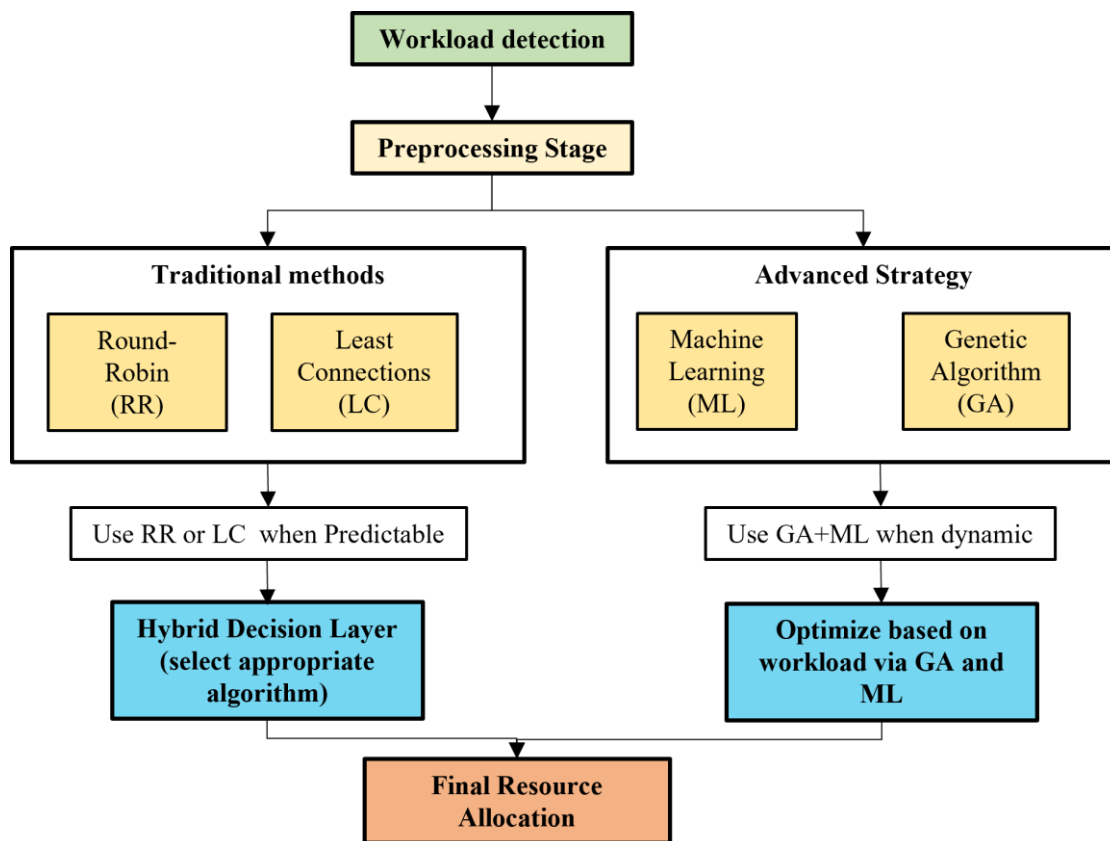 Workload detection
Preprocessing Stage
Traditional methods
Round-
Robin
(RR)
Least
Connections
(LC)
Advanced Strategy
Machine
Learning
(ML)
Genetic
Algorithm
(GA)
Use RR or LC when Predictable
Use GA+ML when dynamic
Hybrid Decision Layer
(select appropriate
algorithm)
Optimize based on
workload via GA and
ML
Final Resource
Allocation